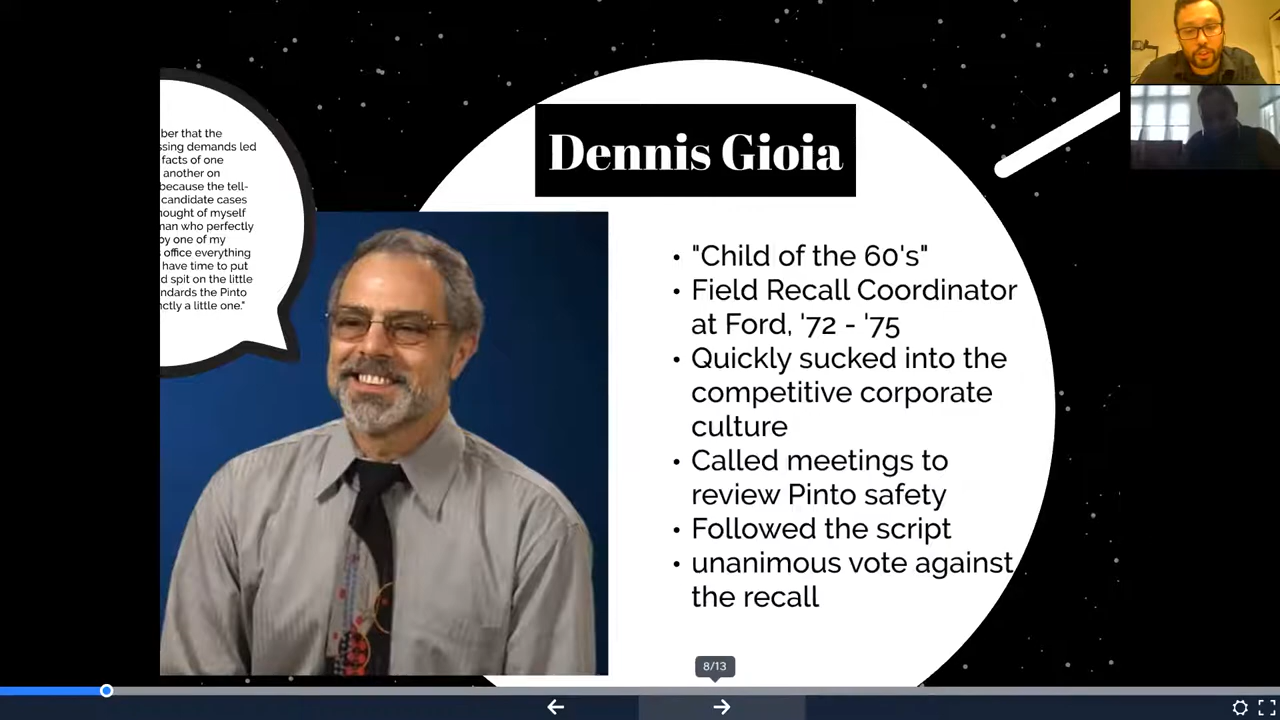 ber that the
ssing demands led
facts of one
another on
because the tell-
candidate cases
hought of myself
man who perfectly
by one of my
office everything
have time to put
d spit on the little
ndards the Pinto
nctly a little one."
Dennis Gioia
• "Child of the 60's"
• Field Recall Coordinator
at Ford, '72 - '75
• Quickly sucked into the
competitive corporate
culture
• Called meetings to
review Pinto safety
• Followed the script
• unanimous vote against
the recall
8/13